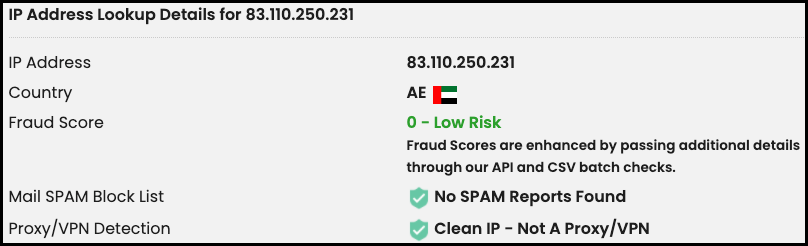 IP Address Lookup Details for 83.110.250.231
IP Address 83.110.250.231
Country AE
Fraud Score 0 - Low Risk
Fraud Scores are enhanced by passing additional details
through our API and CSV batch checks.
Mail SPAM Block List No SPAM Reports Found
Proxy/VPN Detection Clean IP - Not A Proxy/VPN